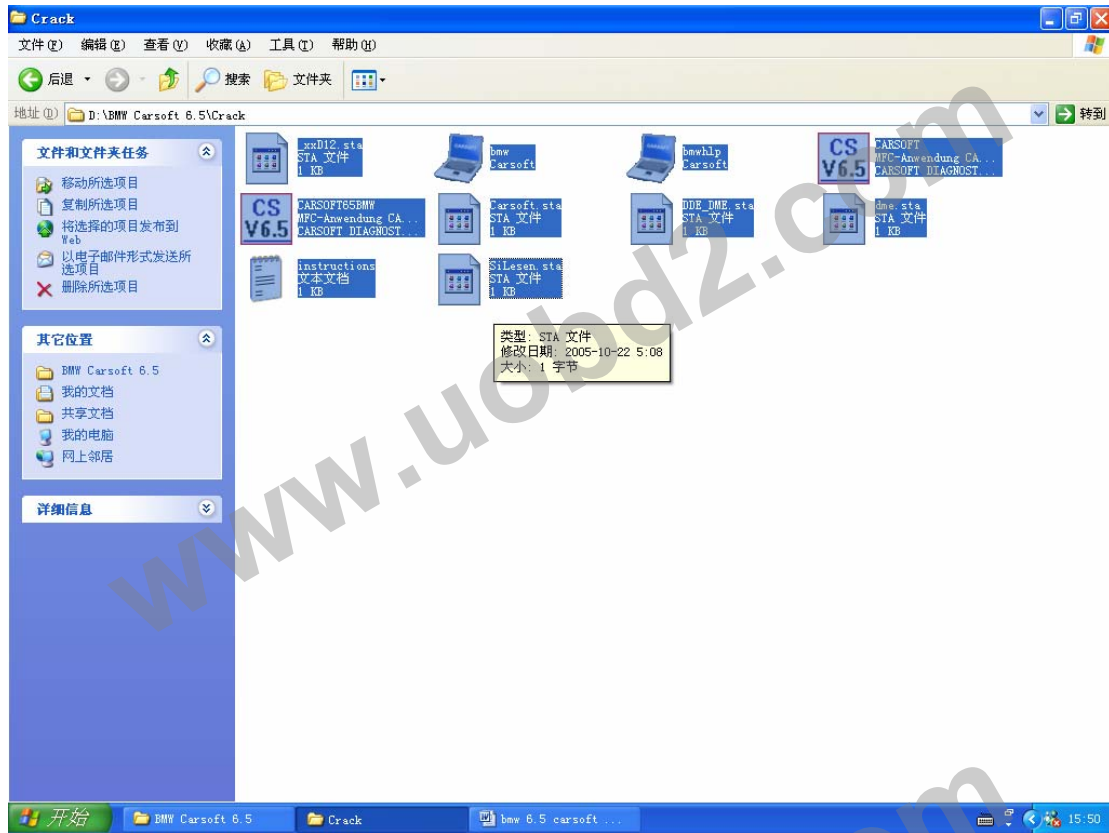 Crack
文件(F) 编辑(E) 查看(V) 收藏(A) 工具(T) 帮助(H)
后退 搜索 文件夹
地址(D) D:\BMW Carsoft 6.5\Crack 转到
文件和文件夹任务
移动所选项目
复制所选项目
将选择的项目发布到
Web
以电子邮件形式发送所
选项目
删除所选项目
其它位置
BMW Carsoft 6.5
我的文档
共享文档
我的电脑
网上邻居
详细信息
_xxD12.sta
STA 文件
1 KB
bmw
Carsoft
bmwhlp
Carsoft
CS
V6.5
CARSOFT
MFC-Anwendung CA...
CARSOFT DIAGNOST...
CS
V6.5
CARSOFT65BMW
MFC-Anwendung CA...
CARSOFT DIAGNOST...
Carsoft.sta
STA 文件
1 KB
DDE_DME.sta
STA 文件
1 KB
dme.sta
STA 文件
1 KB
instructions
文本文档
1 KB
SiLesen.sta
STA 文件
1 KB
类型: STA 文件
修改日期: 2005-10-22 5:08
大小: 1 字节
www.uobd2.com
开始 BMW Carsoft 6.5 Crack bmw 6.5 carsoft ... 15:50